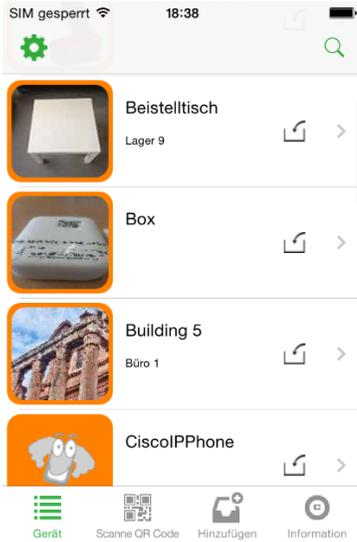 SIM gesperrt 18:38
Beistelltisch
Lager 9
Box
Building 5
Büro 1
CiscoIPPhone
Gerät Scanne QR Code Hinzufügen Information